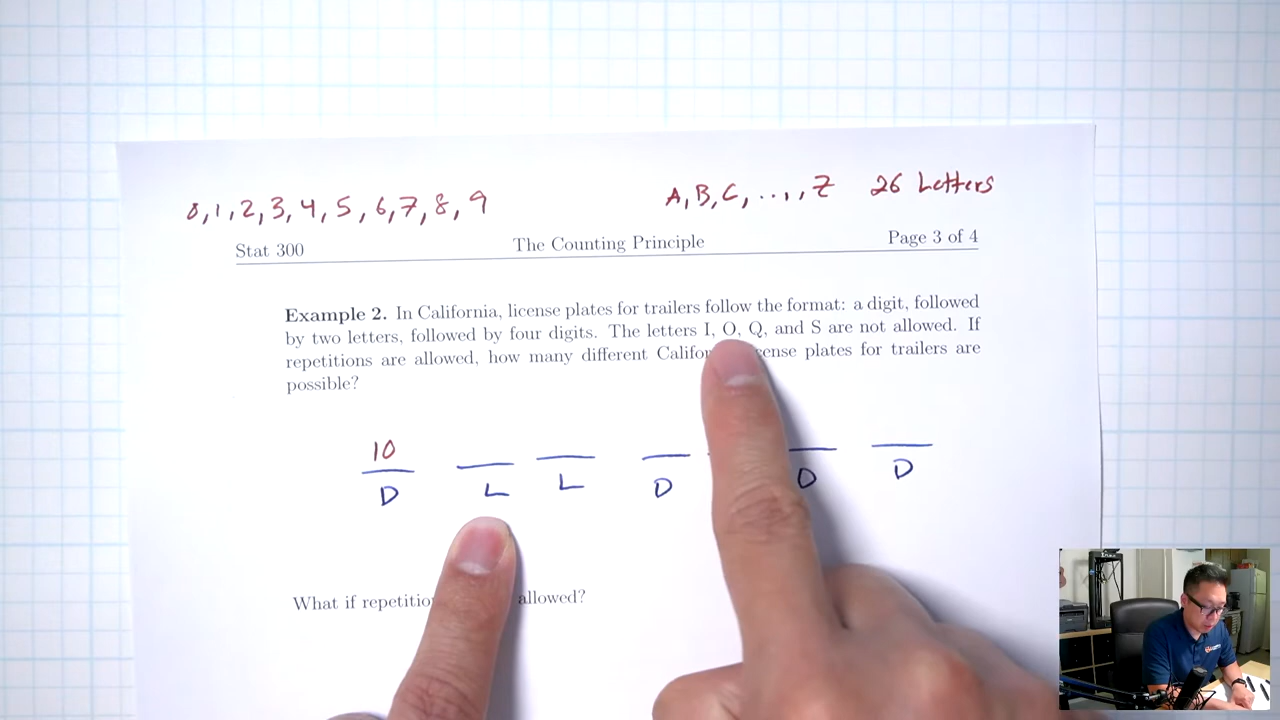 0, 1, 2, 3, 4, 5, 6, 7, 8, 9 A, B, C, ..., Z 26 Letters
Stat 300 The Counting Principle Page 3 of 4
Example 2. In California, license plates for trailers follow the format: a digit, followed
by two letters, followed by four digits. The letters I, O, Q, and S are not allowed. If
repetitions are allowed, how many different plates for trailers are
possible?
10
D L L D D D
What if allowed?